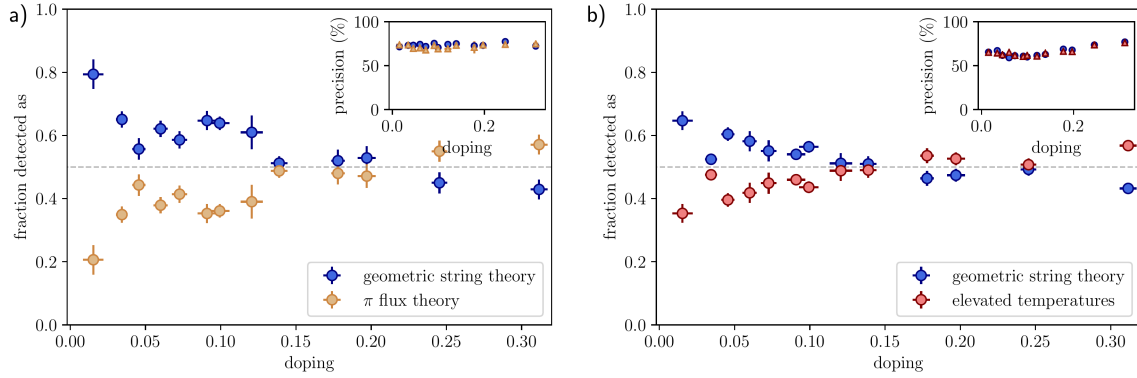 a)
fraction detected as
1.0
0.8
0.6
0.4
0.2
0.0
0.00
0.05
0.10
0.15
0.20
0.25
0.30
doping
geometric string theory
π flux theory
precision (%)
100
50
0
0.0
0.2
doping
b)
fraction detected as
1.0
0.8
0.6
0.4
0.2
0.0
0.00
0.05
0.10
0.15
0.20
0.25
0.30
doping
geometric string theory
elevated temperatures
precision (%)
100
50
0
0.0
0.2
doping